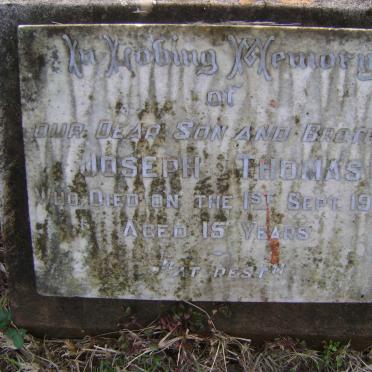 In Loving Memory
of
OUR DEAR SON AND BROTHER
JOSEPH THOMAS
WHO DIED ON THE 1ST SEPT. 19
AGED 15 YEARS
"AT REST"